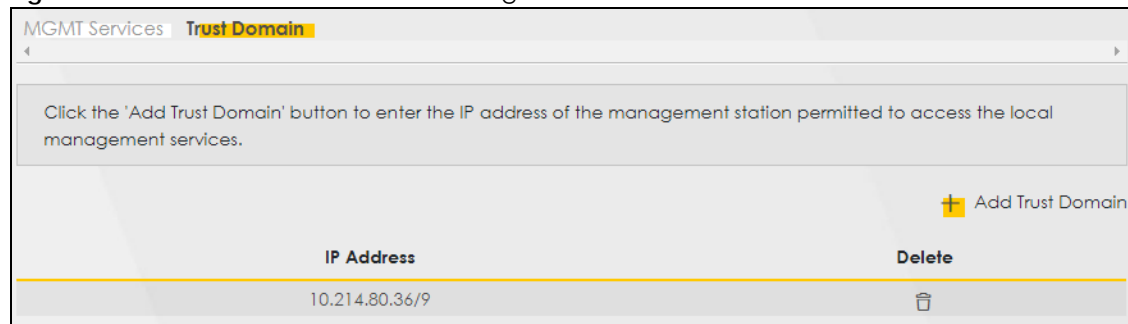 MGMT Services Trust Domain
Click the 'Add Trust Domain' button to enter the IP address of the management station permitted to access the local
management services.
+ Add Trust Domain
IP Address Delete
10.214.80.36/9